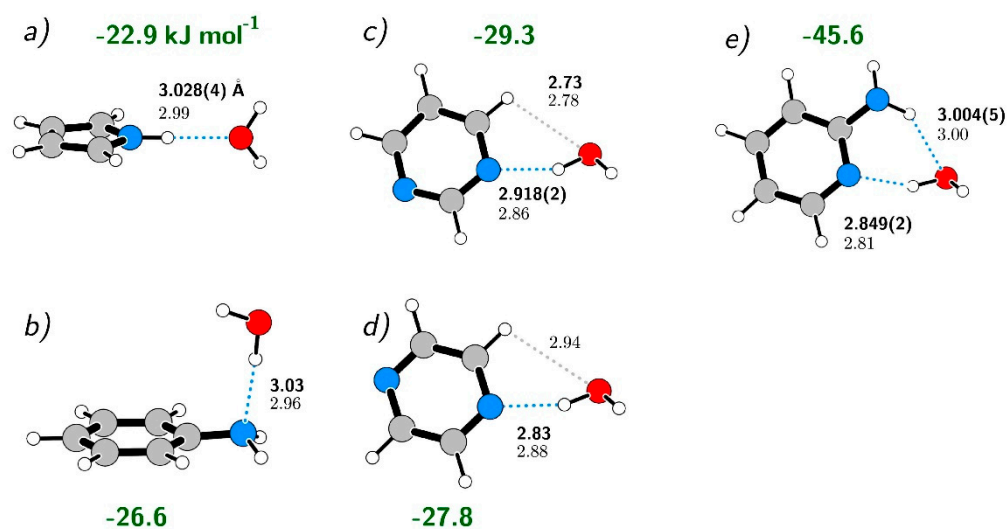 a) -22.9 kJ mol⁻¹
3.028(4) Å
2.99
c) -29.3
2.73
2.78
2.918(2)
2.86
e) -45.6
3.004(5)
3.00
2.849(2)
2.81
b)
3.03
2.96
-26.6
d)
2.94
2.83
2.88
-27.8